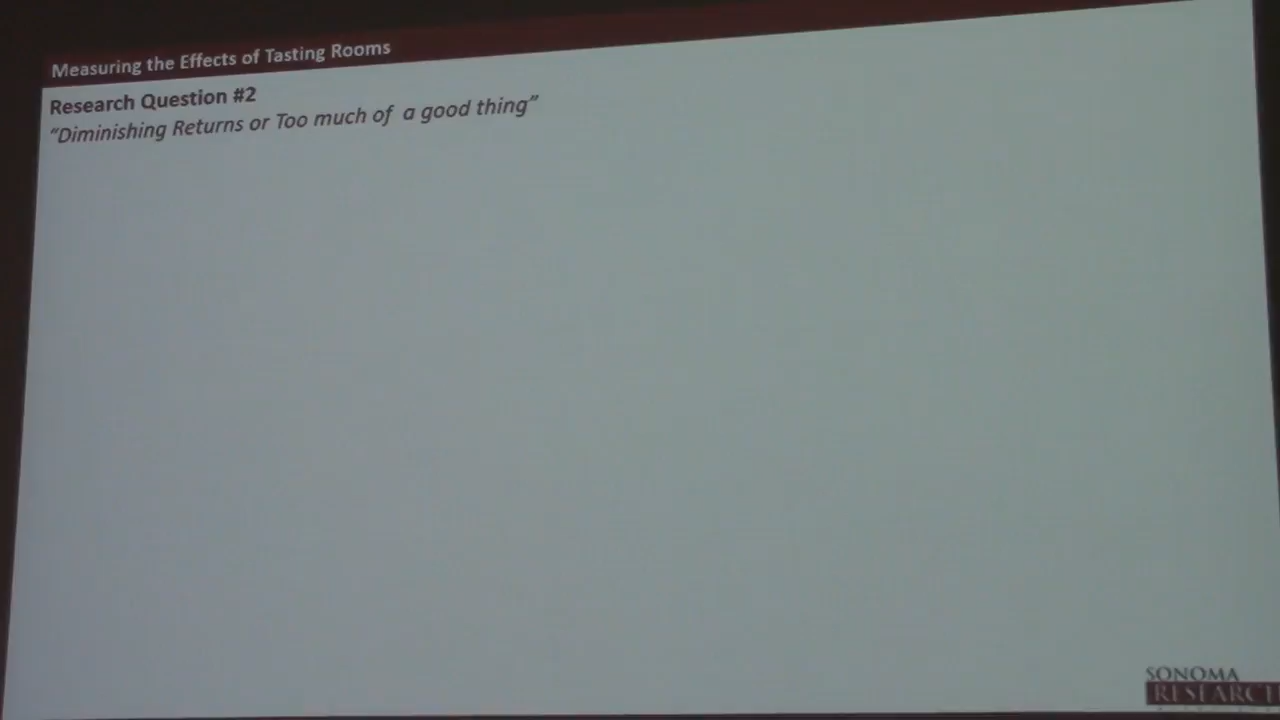 Measuring the Effects of Tasting Rooms
Research Question #2
“Diminishing Returns or Too much of a good thing”
SONOMA
RESEARCH